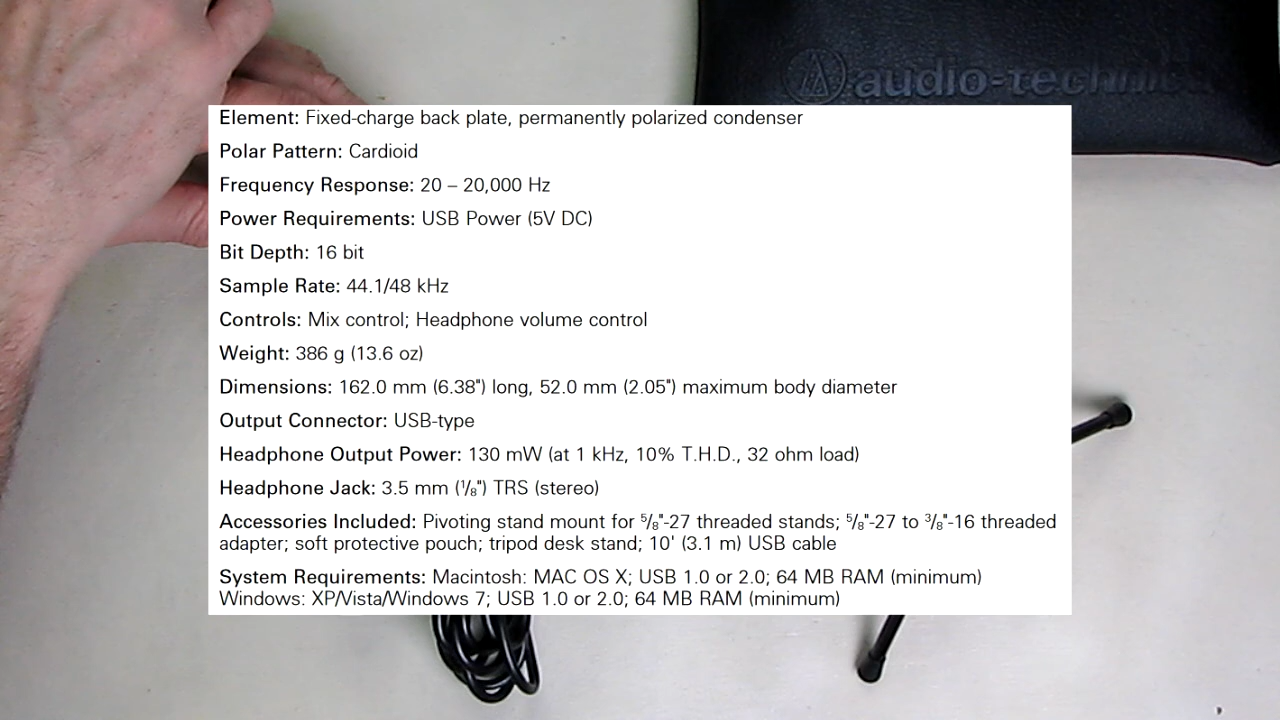 audio-technica
Element: Fixed-charge back plate, permanently polarized condenser
Polar Pattern: Cardioid
Frequency Response: 20 – 20,000 Hz
Power Requirements: USB Power (5V DC)
Bit Depth: 16 bit
Sample Rate: 44.1/48 kHz
Controls: Mix control; Headphone volume control
Weight: 386 g (13.6 oz)
Dimensions: 162.0 mm (6.38") long, 52.0 mm (2.05") maximum body diameter
Output Connector: USB-type
Headphone Output Power: 130 mW (at 1 kHz, 10% T.H.D., 32 ohm load)
Headphone Jack: 3.5 mm (1/8") TRS (stereo)
Accessories Included: Pivoting stand mount for 5/8"-27 threaded stands; 5/8"-27 to 3/8"-16 threaded
adapter; soft protective pouch; tripod desk stand; 10' (3.1 m) USB cable
System Requirements: Macintosh: MAC OS X; USB 1.0 or 2.0; 64 MB RAM (minimum)
Windows: XP/Vista/Windows 7; USB 1.0 or 2.0; 64 MB RAM (minimum)